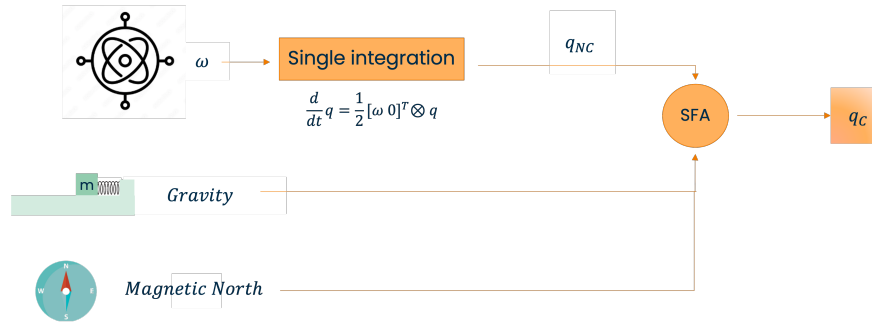 ω
Single integration
q_NC
d/dt q = 1/2 [ω 0]^T ⊗ q
SFA
q_C
m
Gravity
N
W E
S
Magnetic North